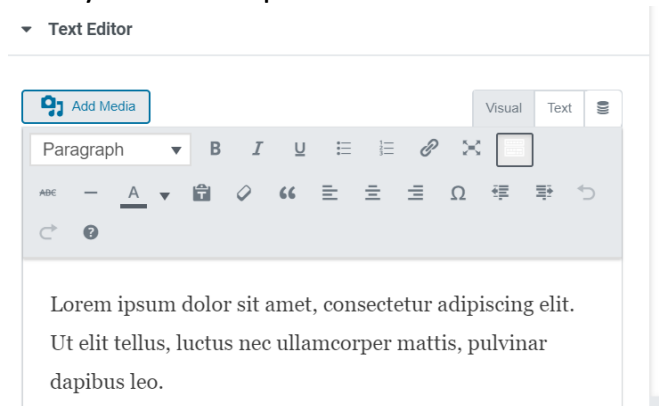 Text Editor
Add Media
Visual Text
Paragraph B I U
ABC A T Ω
?
Lorem ipsum dolor sit amet, consectetur adipiscing elit.
Ut elit tellus, luctus nec ullamcorper mattis, pulvinar
dapibus leo.